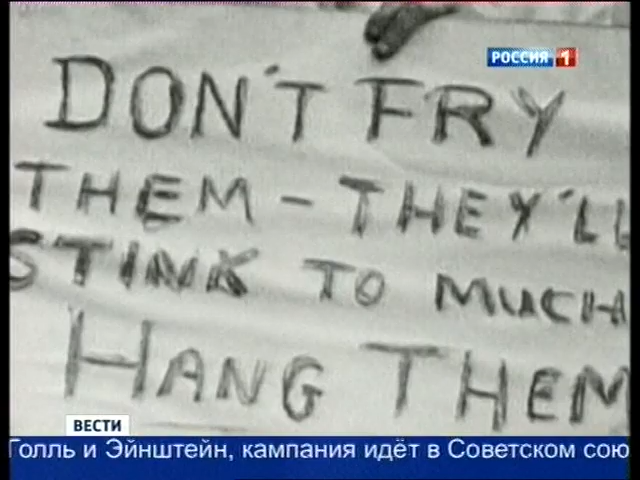 РОССИЯ 1
DON'T FRY
THEM - THEY'LL
STINK TO MUCH
HANG THEM
ВЕСТИ
Голль и Эйнштейн, кампания идёт в Советском сою